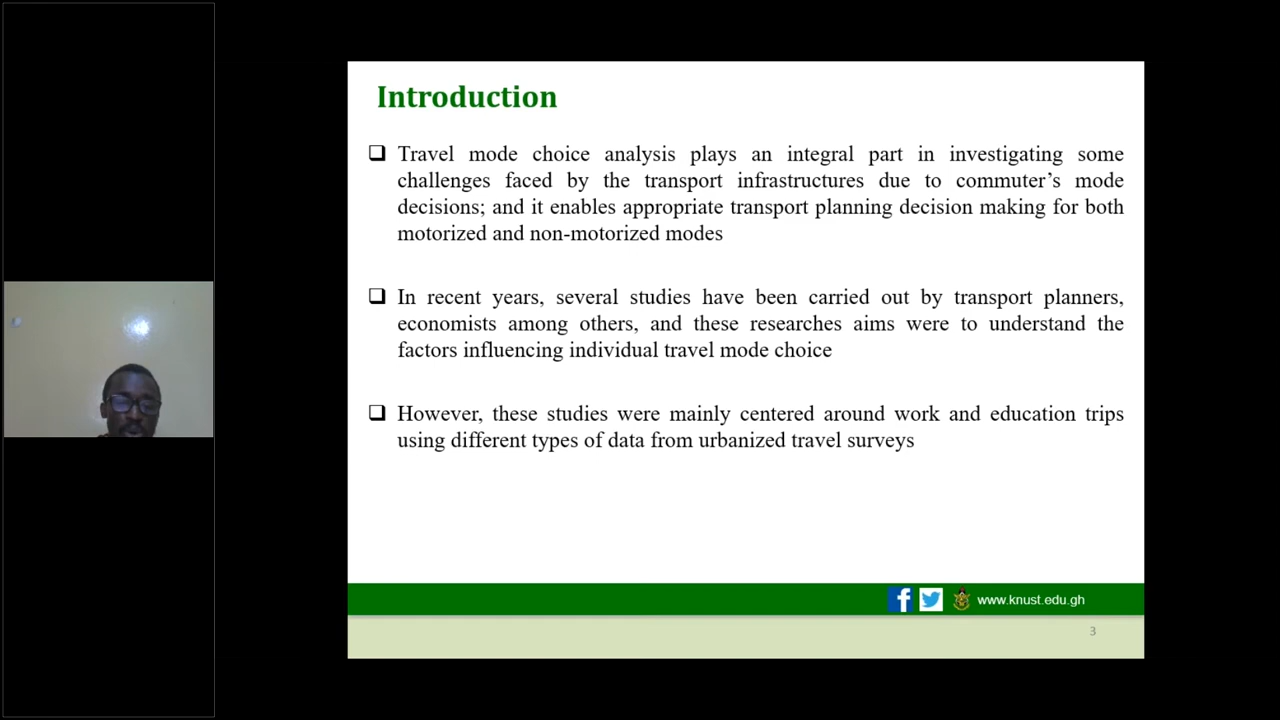 Introduction
Travel mode choice analysis plays an integral part in investigating some
challenges faced by the transport infrastructures due to commuter’s mode
decisions; and it enables appropriate transport planning decision making for both
motorized and non-motorized modes
In recent years, several studies have been carried out by transport planners,
economists among others, and these researches aims were to understand the
factors influencing individual travel mode choice
However, these studies were mainly centered around work and education trips
using different types of data from urbanized travel surveys
www.knust.edu.gh
3